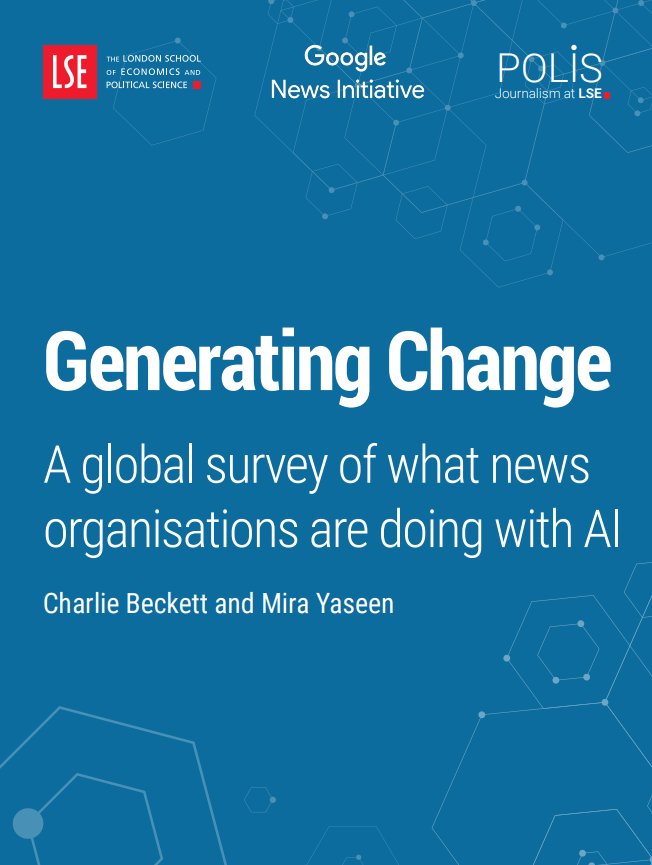 LSE
THE LONDON SCHOOL
OF ECONOMICS AND
POLITICAL SCIENCE
Google
News Initiative
POLIS
Journalism at LSE
Generating Change
A global survey of what news
organisations are doing with AI
Charlie Beckett and Mira Yaseen